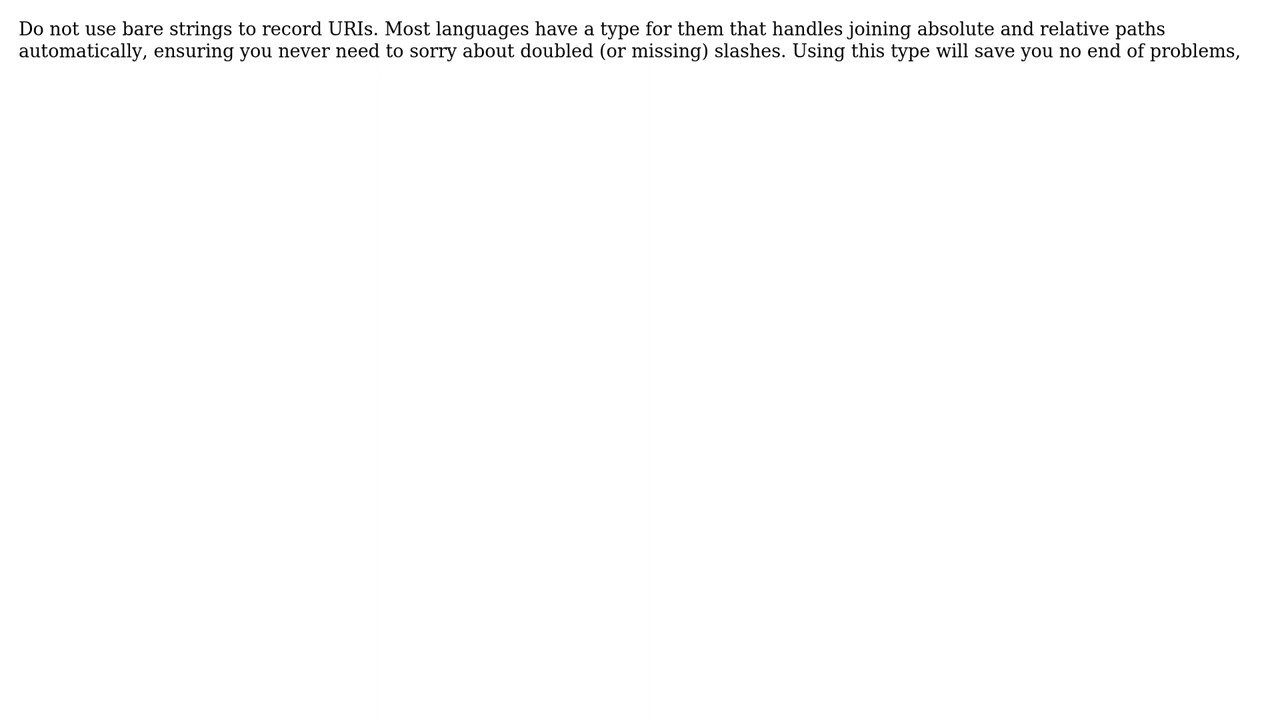 Do not use bare strings to record URIs. Most languages have a type for them that handles joining absolute and relative paths
automatically, ensuring you never need to sorry about doubled (or missing) slashes. Using this type will save you no end of problems,